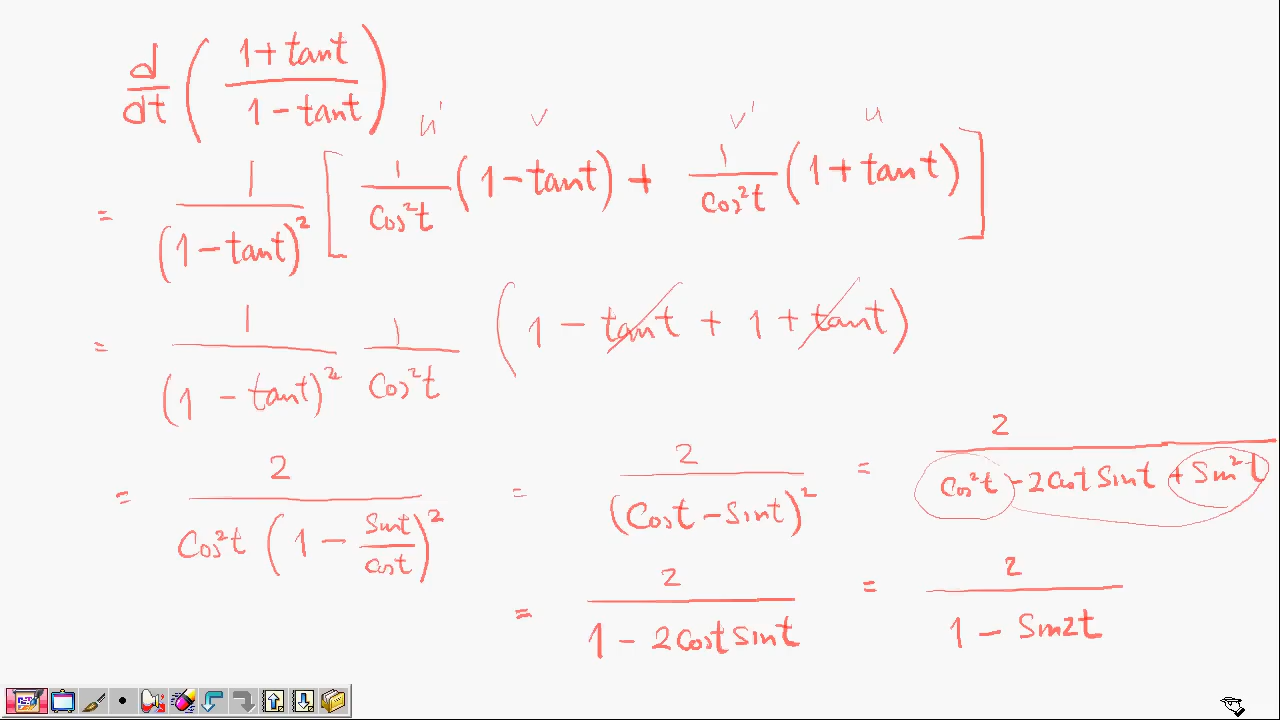 d/dt ( (1 + tant) / (1 - tant) )
u' v v' u
= 1/(1 - tant)² [ 1/Cos²t (1 - tant) + 1/Cos²t (1 + tant) ]
= 1/(1 - tant)² 1/Cos²t (1 - tant + 1 + tant)
= 2 / (Cos²t (1 - Sint/Cost)²) = 2 / (Cost - Sint)² = 2 / (Cos²t - 2Cost Sint + Sin²t)
= 2 / (1 - 2Cost Sint) = 2 / (1 - Sin2t)